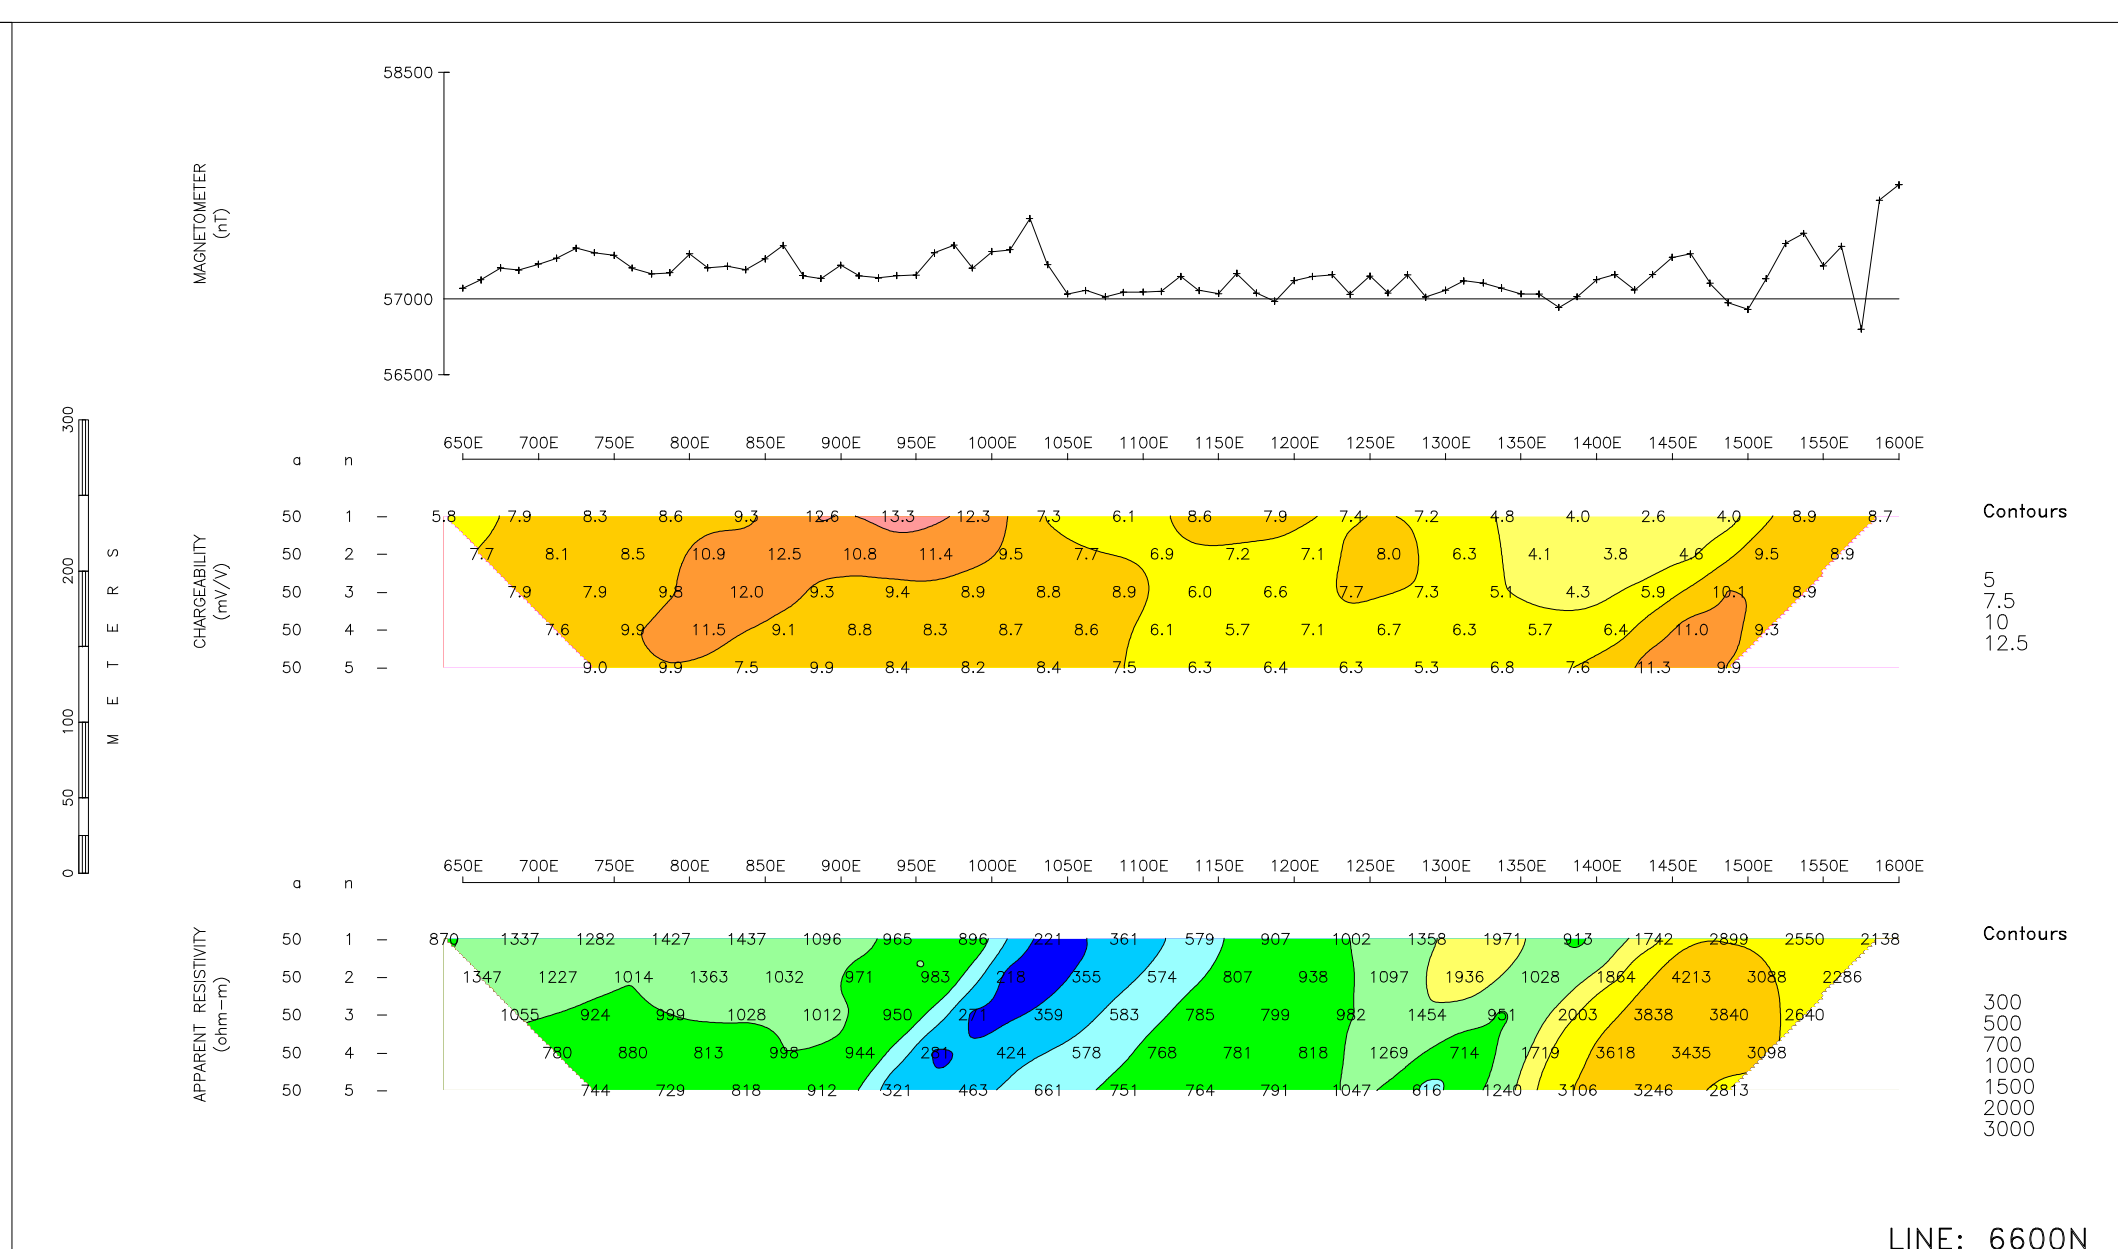 58500
MAGNETOMETER
(nT)
57000
56500
650E 700E 750E 800E 850E 900E 950E 1000E 1050E 1100E 1150E 1200E 1250E 1300E 1350E 1400E 1450E 1500E 1550E 1600E
a n
CHARGEABILITY
(mV/V)
50 1 – 5.8 7.9 8.3 8.6 9.3 12.6 13.3 12.3 7.3 6.1 8.6 7.9 7.4 7.2 4.8 4.0 2.6 4.0 8.9 8.7
50 2 – 7.7 8.1 8.5 10.9 12.5 10.8 11.4 9.5 7.7 6.9 7.2 7.1 8.0 6.3 4.1 3.8 4.6 9.5 8.9
50 3 – 7.9 7.9 9.8 12.0 9.3 9.4 8.9 8.8 8.9 6.0 6.6 7.7 7.3 5.1 4.3 5.9 10.1 8.9
50 4 – 7.6 9.9 11.5 9.1 8.8 8.3 8.7 8.6 6.1 5.7 7.1 6.7 6.3 5.7 6.4 11.0 9.3
50 5 – 9.0 9.9 7.5 9.9 8.4 8.2 8.4 7.5 6.3 6.4 6.3 5.3 6.8 7.6 11.3 9.9
Contours
5
7.5
10
12.5
300
200
100
50
0
METERS
650E 700E 750E 800E 850E 900E 950E 1000E 1050E 1100E 1150E 1200E 1250E 1300E 1350E 1400E 1450E 1500E 1550E 1600E
a n
APPARENT RESISTIVITY
(ohm-m)
50 1 – 870 1337 1282 1427 1437 1096 965 896 221 361 579 907 1002 1358 1971 913 1742 2899 2550 2138
50 2 – 1347 1227 1014 1363 1032 971 983 218 355 574 807 938 1097 1936 1028 1864 4213 3088 2286
50 3 – 1055 924 999 1028 1012 950 271 359 583 785 799 982 1454 951 2003 3838 3840 2640
50 4 – 780 880 813 998 944 281 424 578 768 781 818 1269 714 1719 3618 3435 3098
50 5 – 744 729 818 912 321 463 661 751 764 791 1047 616 1240 3106 3246 2813
Contours
300
500
700
1000
1500
2000
3000
LINE: 6600N